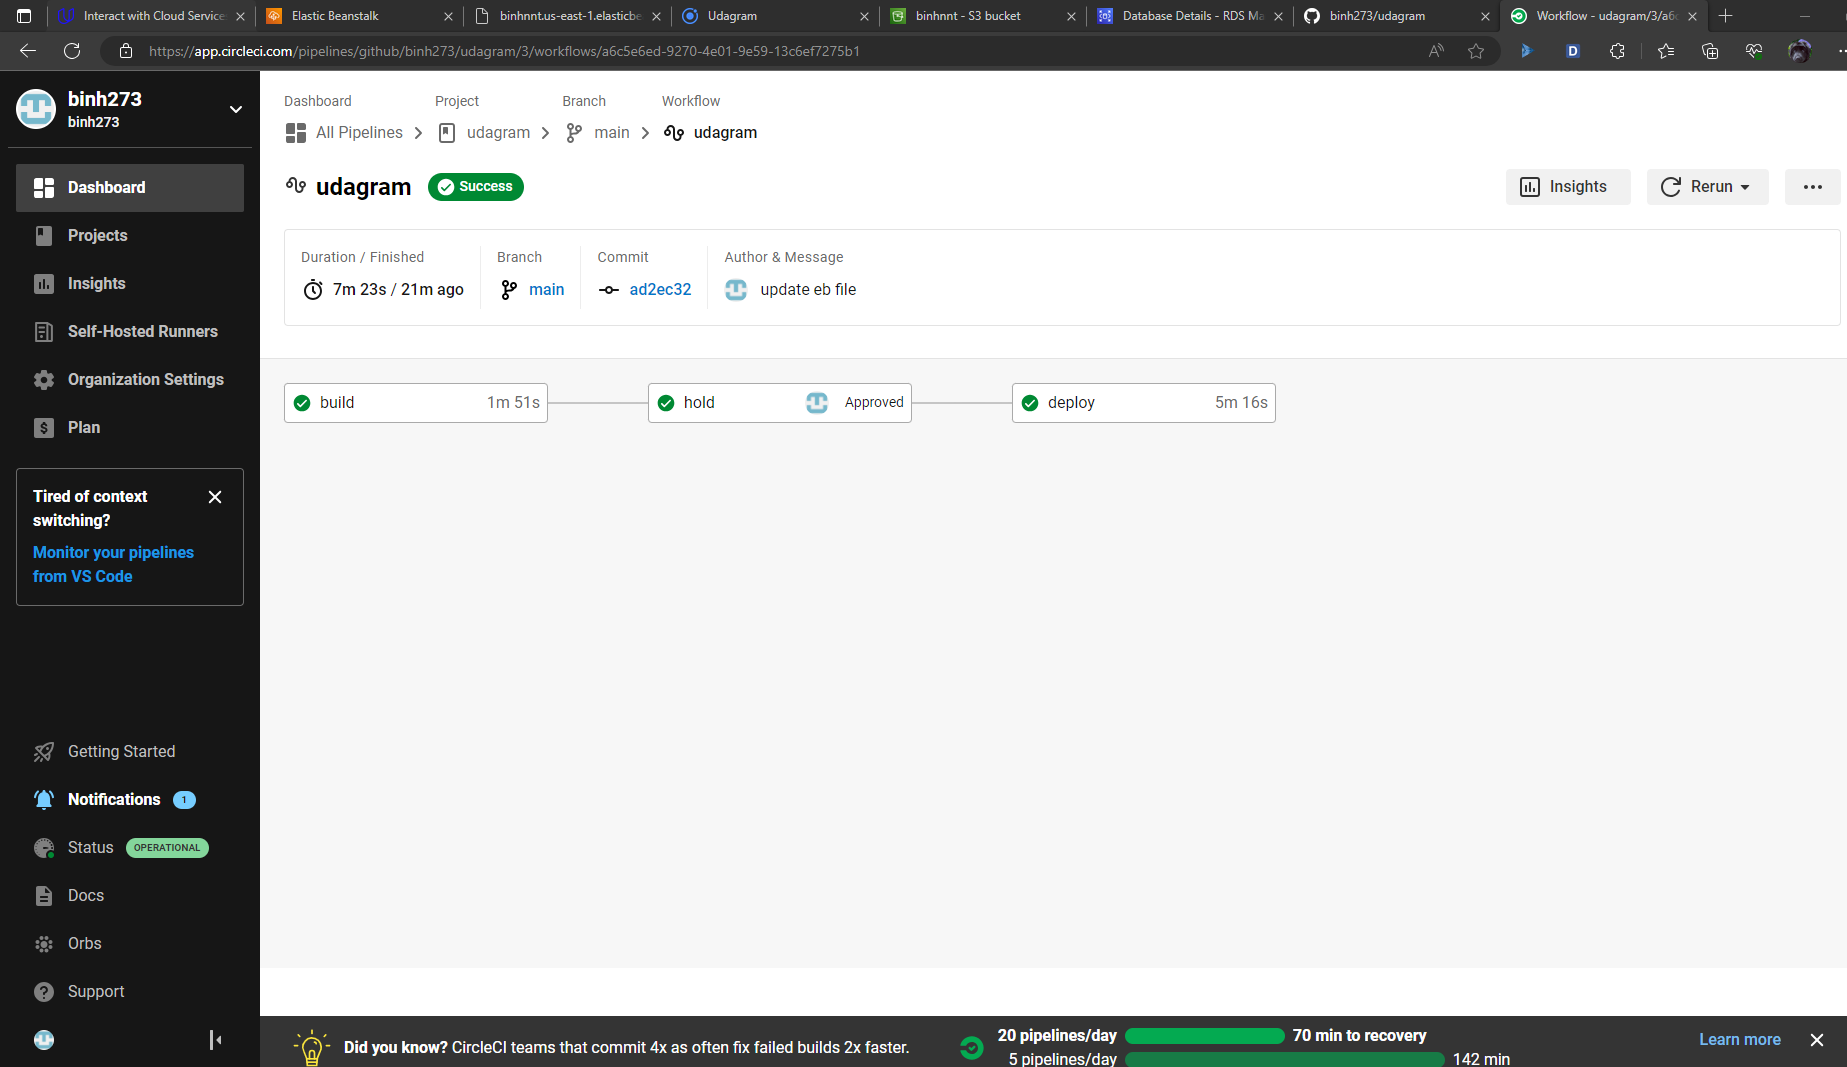 Interact with Cloud Service
Elastic Beanstalk
binhnnt.us-east-1.elasticbe
Udagram
binhnnt - S3 bucket
Database Details - RDS Ma
binh273/udagram
Workflow - udagram/3/a6c
https://app.circleci.com/pipelines/github/binh273/udagram/3/workflows/a6c5e6ed-9270-4e01-9e59-13c6ef7275b1
binh273
binh273
Dashboard
Projects
Insights
Self-Hosted Runners
Organization Settings
Plan
Tired of context
switching?
Monitor your pipelines
from VS Code
Getting Started
Notifications 1
Status OPERATIONAL
Docs
Orbs
Support
Dashboard Project Branch Workflow
All Pipelines udagram main udagram
udagram Success
Insights Rerun
Duration / Finished Branch Commit Author & Message
7m 23s / 21m ago main ad2ec32 update eb file
build 1m 51s hold Approved deploy 5m 16s
Did you know? CircleCI teams that commit 4x as often fix failed builds 2x faster.
20 pipelines/day 70 min to recovery
5 pipelines/day 142 min
Learn more